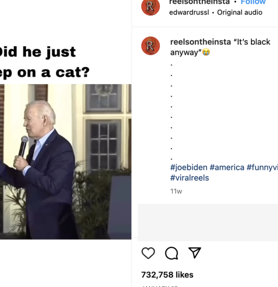 Did he just
ep on a cat?
reelsontheinsta • Follow
edwardrussl • Original audio
reelsontheinsta "It's black
anyway"😂
.
.
.
.
.
.
.
.
.
.
.
#joebiden #america #funnyvi
#viralreels
11w
732,758 likes